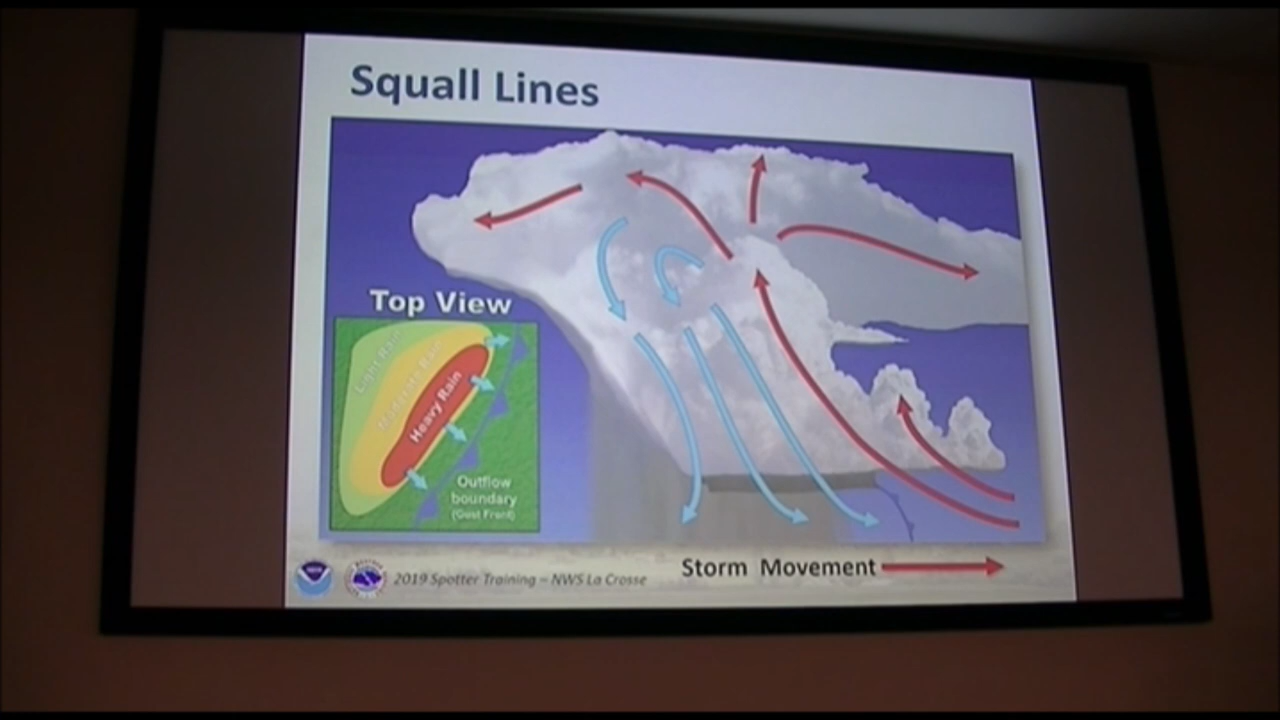 Squall Lines
Top View
Light Rain
Moderate Rain
Heavy Rain
Outflow
boundary
(Gust Front)
Storm Movement
2019 Spotter Training – NWS La Crosse